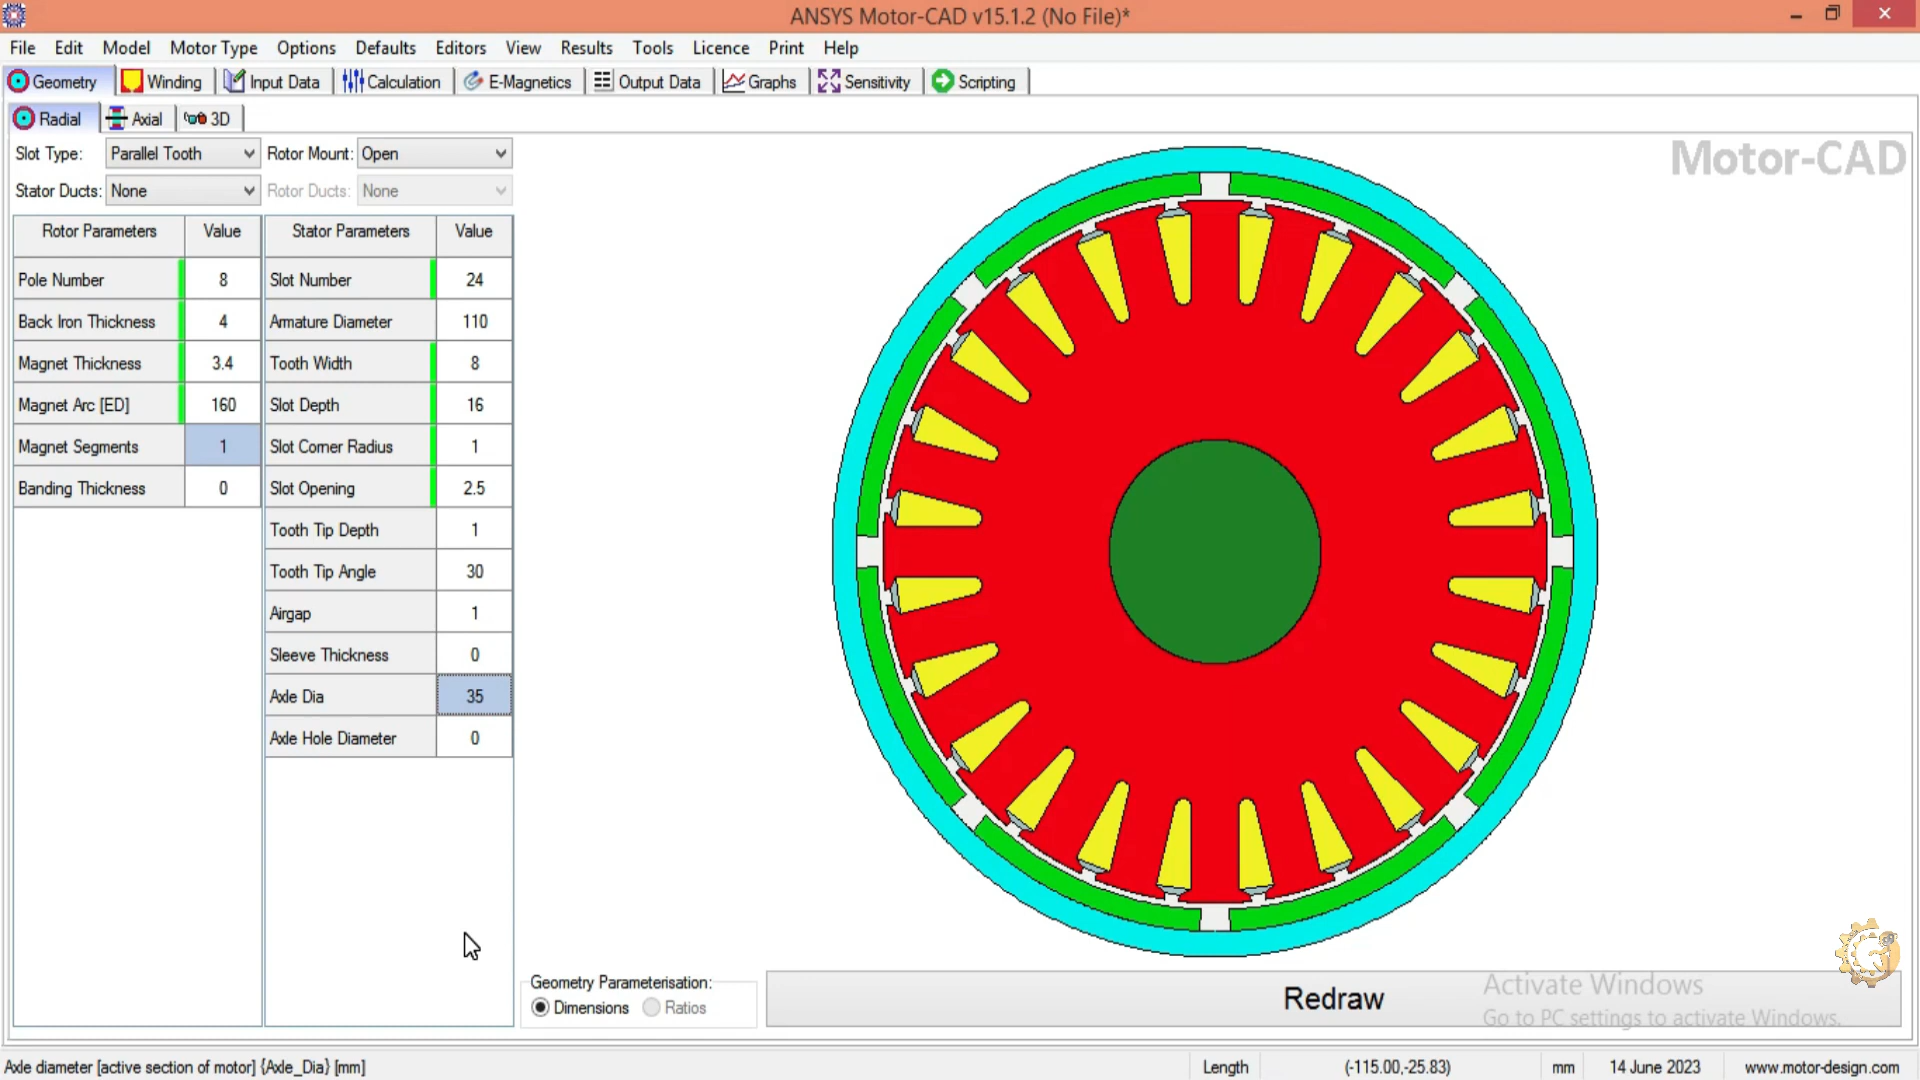 ANSYS Motor-CAD v15.1.2 (No File)*
File Edit Model Motor Type Options Defaults Editors View Results Tools Licence Print Help
Geometry Winding Input Data Calculation E-Magnetics Output Data Graphs Sensitivity Scripting
Radial Axial 3D
Slot Type: Parallel Tooth Rotor Mount: Open
Stator Ducts: None Rotor Ducts: None
Motor-CAD
Rotor Parameters Value Stator Parameters Value
Pole Number 8 Slot Number 24
Back Iron Thickness 4 Armature Diameter 110
Magnet Thickness 3.4 Tooth Width 8
Magnet Arc [ED] 160 Slot Depth 16
Magnet Segments 1 Slot Corner Radius 1
Banding Thickness 0 Slot Opening 2.5
Tooth Tip Depth 1
Tooth Tip Angle 30
Airgap 1
Sleeve Thickness 0
Axle Dia 35
Axle Hole Diameter 0
Geometry Parameterisation:
Dimensions Ratios
Redraw
Activate Windows
Go to PC settings to activate Windows.
Axle diameter [active section of motor] {Axle_Dia} [mm] Length (-115.00,-25.83) mm 14 June 2023 www.motor-design.com